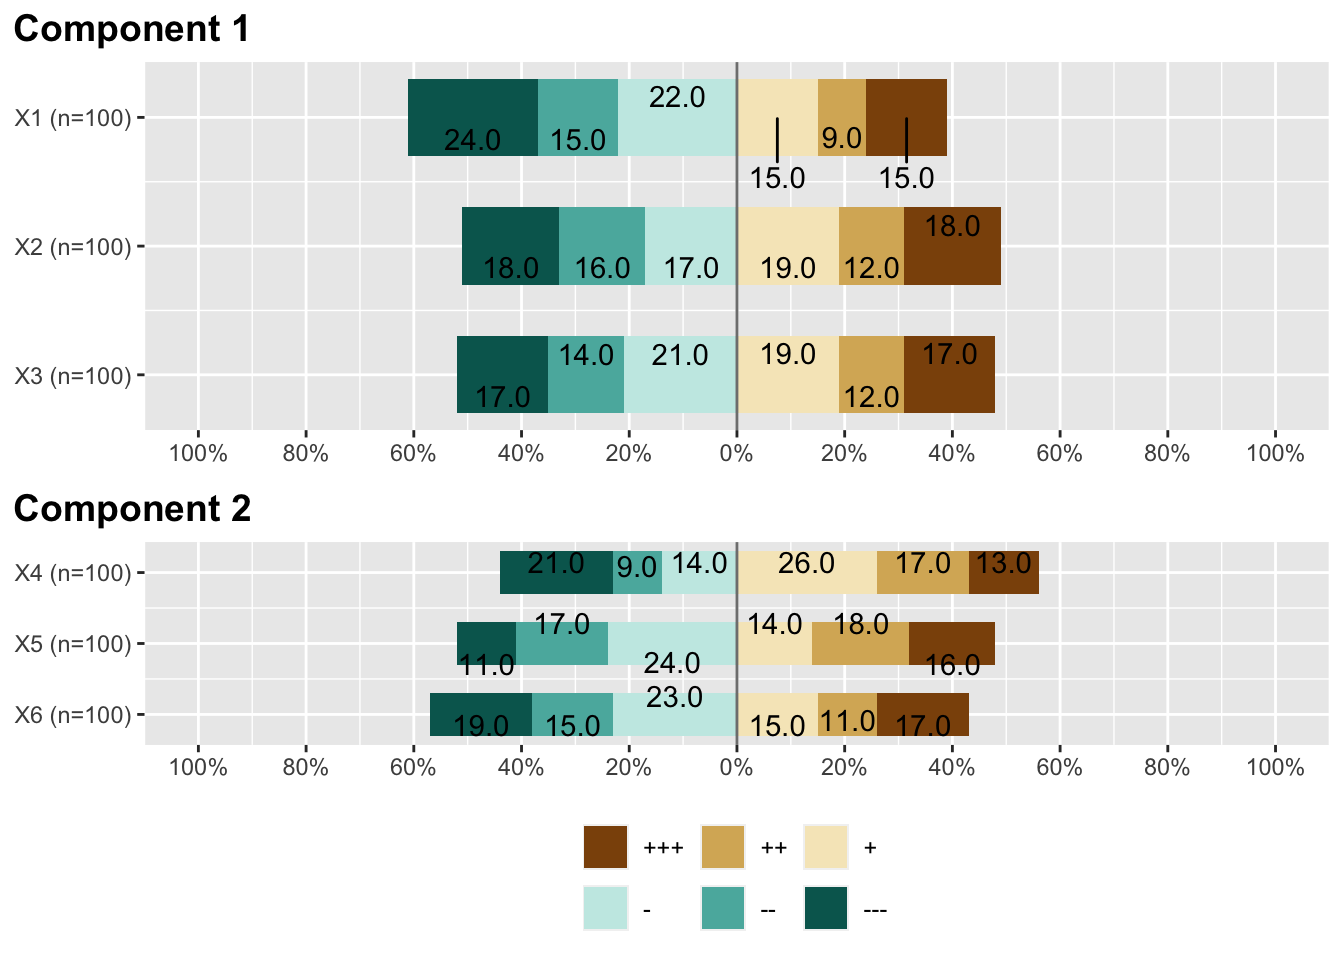 Component 1
X1 (n=100)
24.0 15.0 22.0 15.0 9.0 15.0
X2 (n=100)
18.0 16.0 17.0 19.0 12.0 18.0
X3 (n=100)
17.0 14.0 21.0 19.0 12.0 17.0
100% 80% 60% 40% 20% 0% 20% 40% 60% 80% 100%
Component 2
X4 (n=100)
21.0 9.0 14.0 26.0 17.0 13.0
X5 (n=100)
11.0 17.0 24.0 14.0 18.0 16.0
X6 (n=100)
19.0 15.0 23.0 15.0 11.0 17.0
100% 80% 60% 40% 20% 0% 20% 40% 60% 80% 100%
+++ ++ +
- -- ---